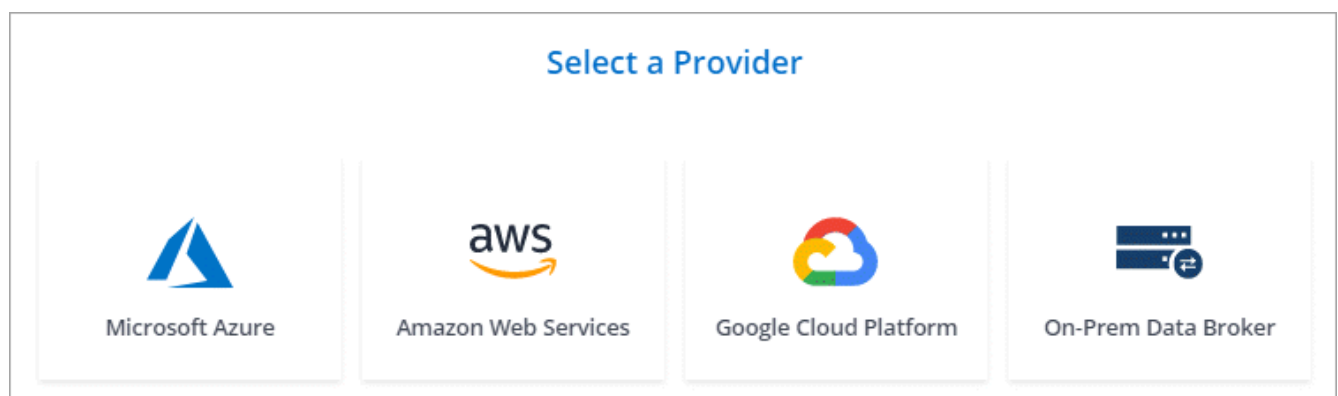 Select a Provider
aws
Microsoft Azure
Amazon Web Services
Google Cloud Platform
On-Prem Data Broker